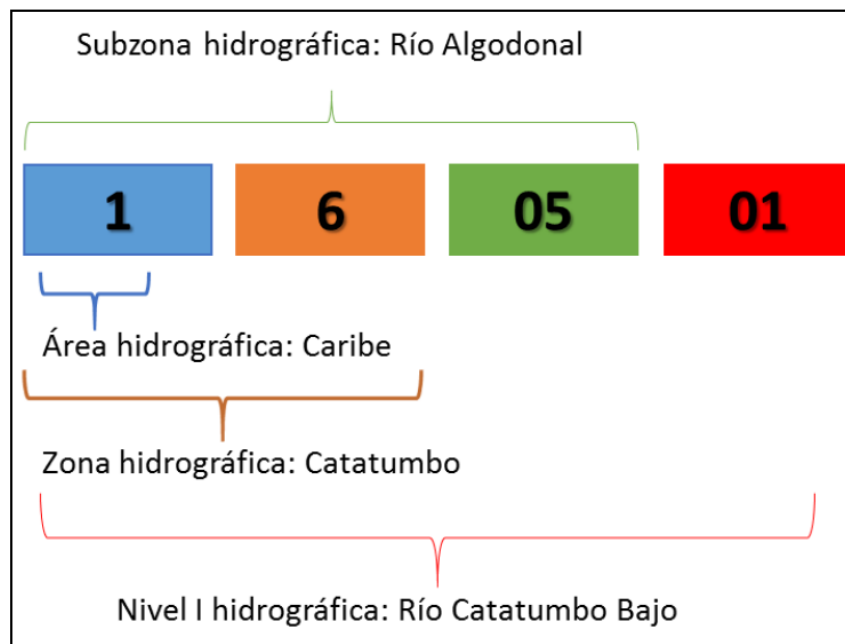 Subzona hidrográfica: Río Algodonal
1 6 05 01
Área hidrográfica: Caribe
Zona hidrográfica: Catatumbo
Nivel I hidrográfica: Río Catatumbo Bajo